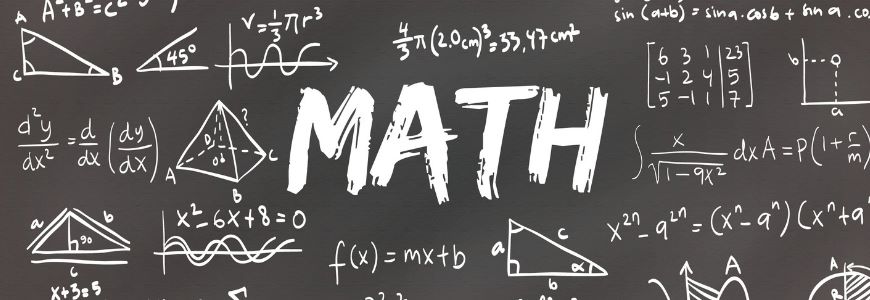 A²+B²=C²
A
C
B
45°
V=1/3πr³
4/3π(2.0cm)³=33,47cm²
sin (a+b) = sina.cosb +
6 3 1 | 23
-1 2 4 | 5
5 -1 1 | 7
b
a
MATH
d²y/dx² = d/dx (dy/dx)
?
D
A
B
C
∫ x/√1-9x² dx
A=P(1+r/m)
a
b
90
c
x+3=5
x²-6x+8=0
f(x)=mx+b
a
c
b
α
x²ⁿ-a²ⁿ=(xⁿ-aⁿ)(xⁿ+aⁿ
A
A